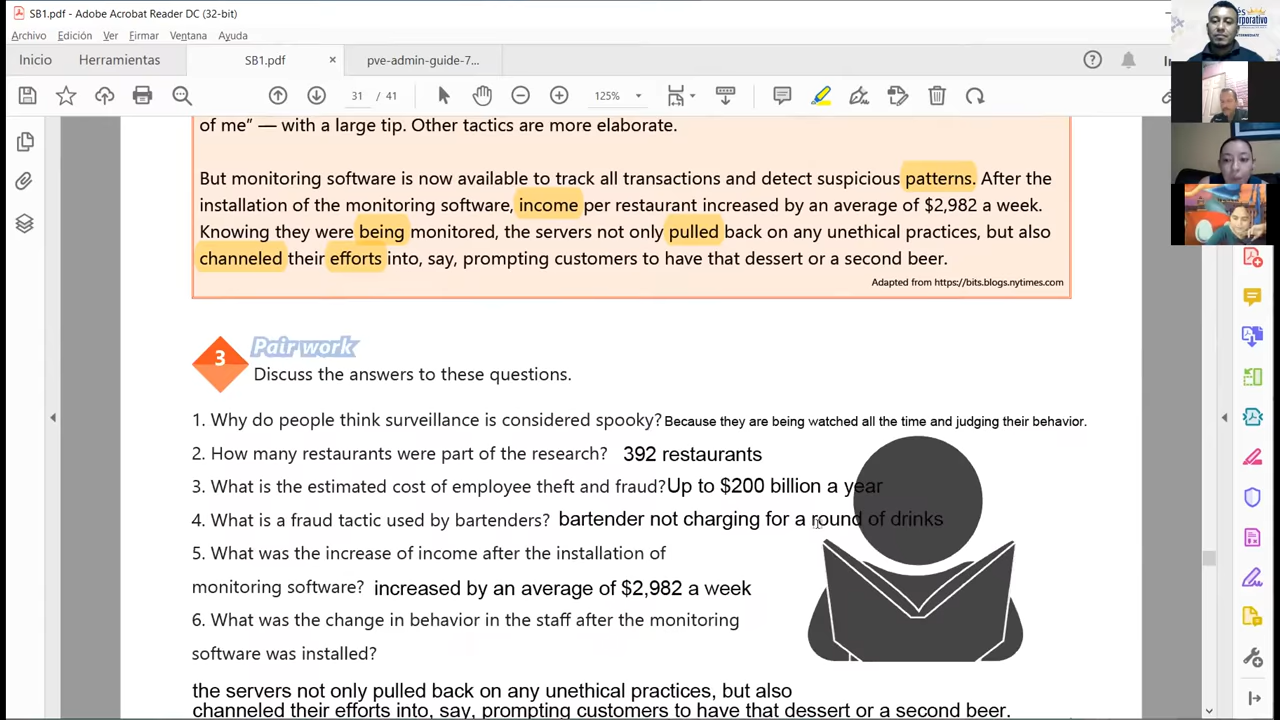 SB1.pdf - Adobe Acrobat Reader DC (32-bit)
Archivo Edición Ver Firmar Ventana Ayuda
Inicio Herramientas SB1.pdf × pve-admin-guide-7...
31 / 41 125%
of me" — with a large tip. Other tactics are more elaborate.
But monitoring software is now available to track all transactions and detect suspicious patterns. After the
installation of the monitoring software, income per restaurant increased by an average of $2,982 a week.
Knowing they were being monitored, the servers not only pulled back on any unethical practices, but also
channeled their efforts into, say, prompting customers to have that dessert or a second beer.
Adapted from https://bits.blogs.nytimes.com
3 Pair work
Discuss the answers to these questions.
1. Why do people think surveillance is considered spooky? Because they are being watched all the time and judging their behavior.
2. How many restaurants were part of the research? 392 restaurants
3. What is the estimated cost of employee theft and fraud? Up to $200 billion a year
4. What is a fraud tactic used by bartenders? bartender not charging for a round of drinks
5. What was the increase of income after the installation of
monitoring software? increased by an average of $2,982 a week
6. What was the change in behavior in the staff after the monitoring
software was installed?
the servers not only pulled back on any unethical practices, but also
channeled their efforts into, say, prompting customers to have that dessert or a second beer.